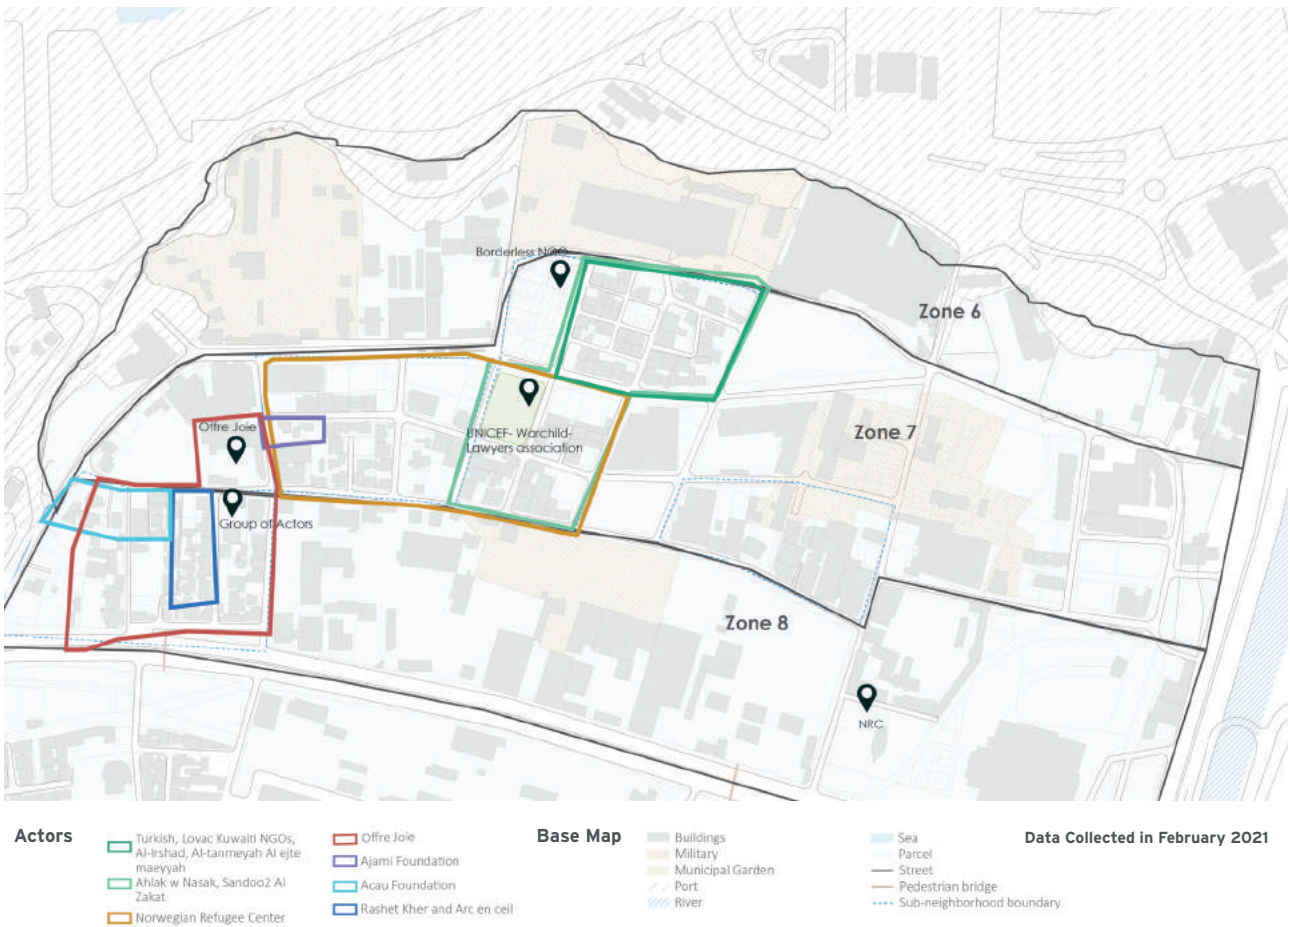 Borderless NGO
Zone 6
Offre Joie
UNICEF- Warchild-
Lawyers association
Zone 7
Group of Actors
Zone 8
NRC
Actors
Turkish, Lovac Kuwaiti NGOs,
Al-Irshad, Al-tanmeyah Al ejte
maeyyah
Ahlak w Nasak, Sandoo2 Al
Zakat
Norwegian Refugee Center
Offre Joie
Ajami Foundation
Acau Foundation
Rashet Kher and Arc en ceil
Base Map
Buildings
Military
Municipal Garden
Port
River
Sea
Parcel
Street
Pedestrian bridge
Sub-neighborhood boundary
Data Collected in February 2021